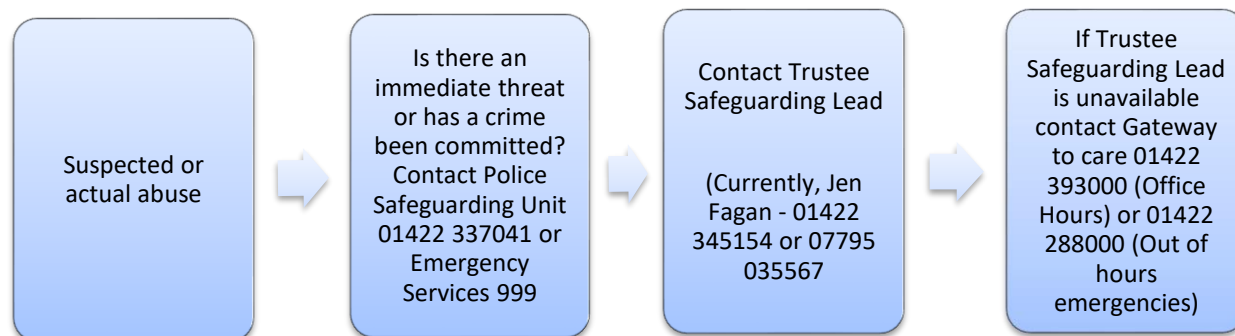 Suspected or
actual abuse
Is there an
immediate threat
or has a crime
been committed?
Contact Police
Safeguarding Unit
01422 337041 or
Emergency
Services 999
Contact Trustee
Safeguarding Lead
(Currently, Jen
Fagan - 01422
345154 or 07795
035567
If Trustee
Safeguarding Lead
is unavailable
contact Gateway
to care 01422
393000 (Office
Hours) or 01422
288000 (Out of
hours
emergencies)